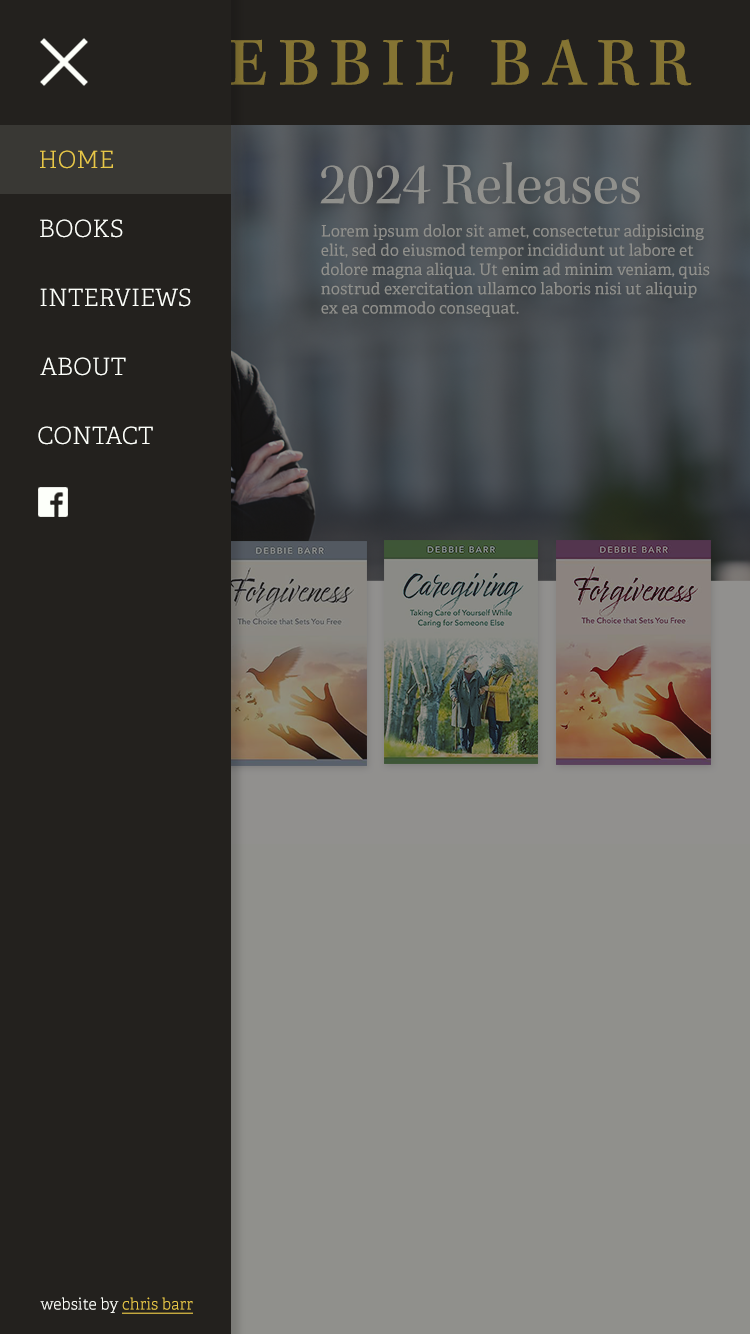 EBBIE BARR
HOME
BOOKS
INTERVIEWS
ABOUT
CONTACT
f
2024 Releases
Lorem ipsum dolor sit amet, consectetur adipisicing
elit, sed do eiusmod tempor incididunt ut labore et
dolore magna aliqua. Ut enim ad minim veniam, quis
nostrud exercitation ullamco laboris nisi ut aliquip
ex ea commodo consequat.
DEBBIE BARR
Forgiveness
The Choice that Sets You Free
DEBBIE BARR
Caregiving
Taking Care of Yourself While
Caring for Someone Else
DEBBIE BARR
Forgiveness
The Choice that Sets You Free
website by chris barr